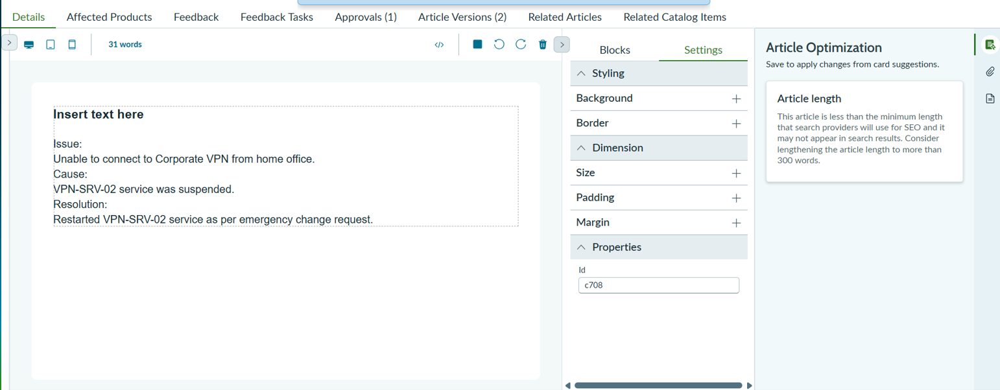 Details Affected Products Feedback Feedback Tasks Approvals (1) Article Versions (2) Related Articles Related Catalog Items
31 words
Insert text here
Issue:
Unable to connect to Corporate VPN from home office.
Cause:
VPN-SRV-02 service was suspended.
Resolution:
Restarted VPN-SRV-02 service as per emergency change request.
Blocks Settings
Styling
Background
Border
Dimension
Size
Padding
Margin
Properties
Id
c708
Article Optimization
Save to apply changes from card suggestions.
Article length
This article is less than the minimum length
that search providers will use for SEO and it
may not appear in search results. Consider
lengthening the article length to more than
300 words.